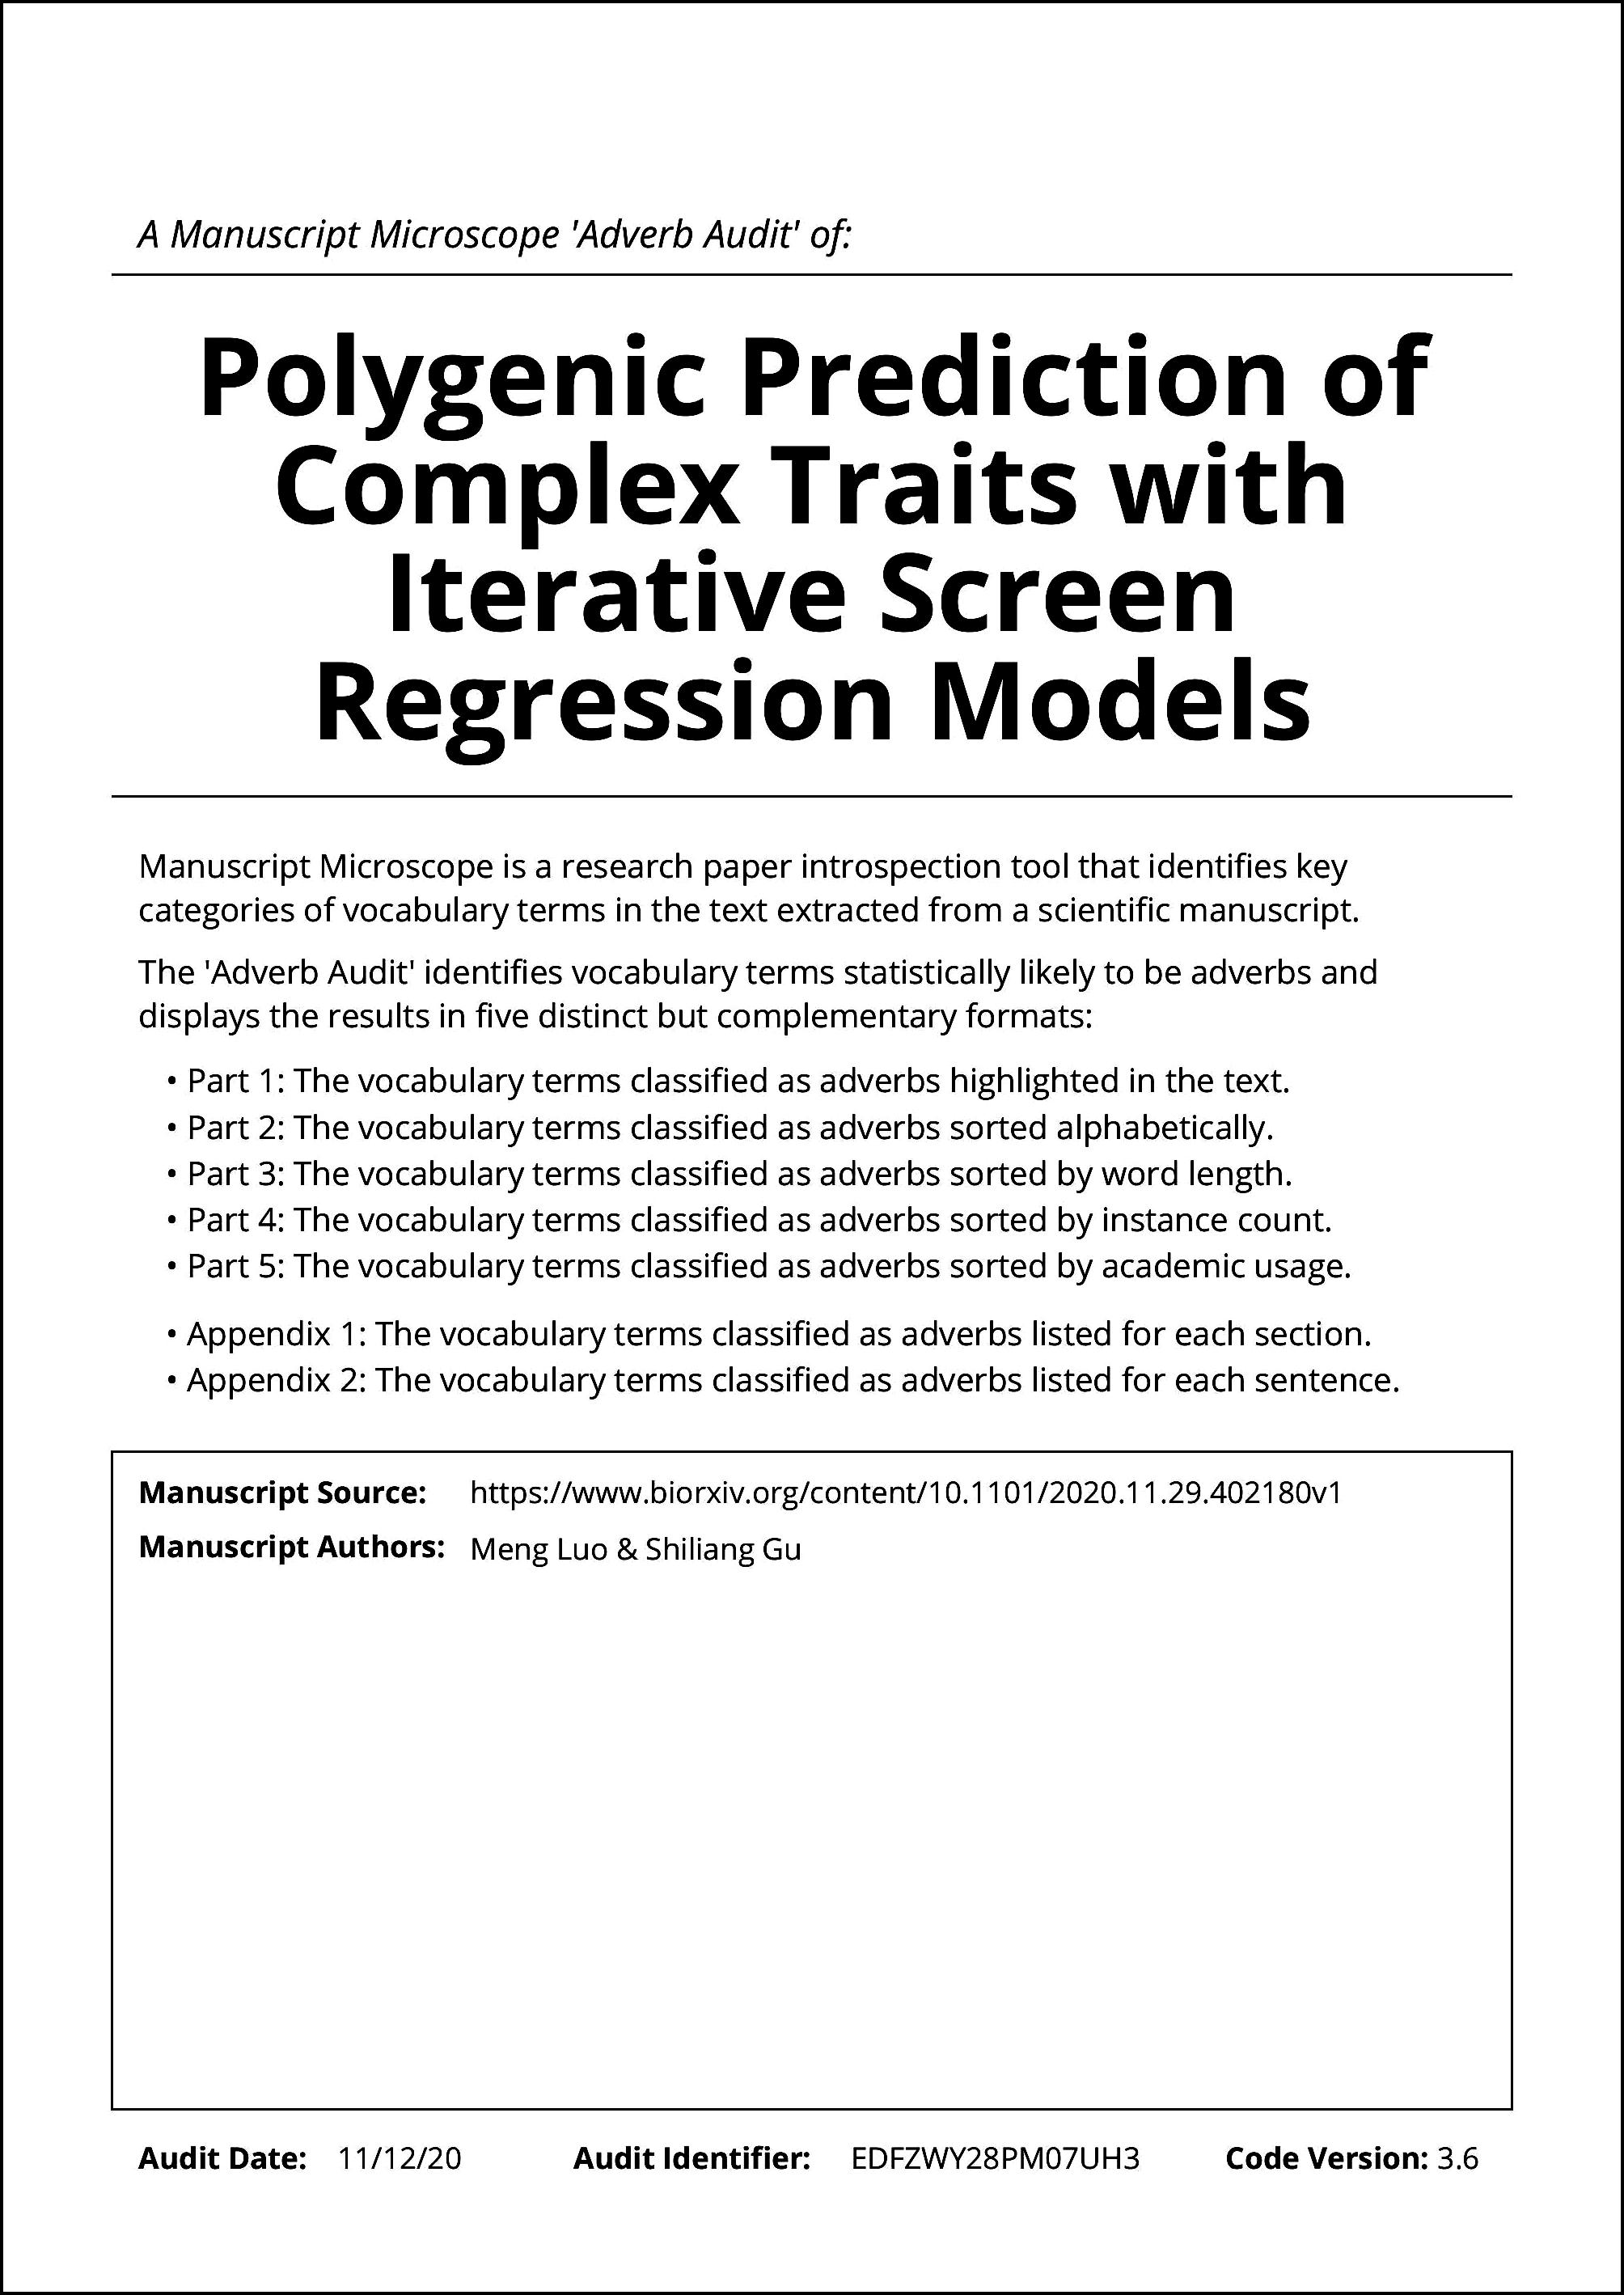 A Manuscript Microscope 'Adverb Audit' of:
Polygenic Prediction of
Complex Traits with
Iterative Screen
Regression Models
Manuscript Microscope is a research paper introspection tool that identifies key
categories of vocabulary terms in the text extracted from a scientific manuscript.
The 'Adverb Audit' identifies vocabulary terms statistically likely to be adverbs and
displays the results in five distinct but complementary formats:
• Part 1: The vocabulary terms classified as adverbs highlighted in the text.
• Part 2: The vocabulary terms classified as adverbs sorted alphabetically.
• Part 3: The vocabulary terms classified as adverbs sorted by word length.
• Part 4: The vocabulary terms classified as adverbs sorted by instance count.
• Part 5: The vocabulary terms classified as adverbs sorted by academic usage.
• Appendix 1: The vocabulary terms classified as adverbs listed for each section.
• Appendix 2: The vocabulary terms classified as adverbs listed for each sentence.
Manuscript Source: https://www.biorxiv.org/content/10.1101/2020.11.29.402180v1
Manuscript Authors: Meng Luo & Shiliang Gu
Audit Date: 11/12/20 Audit Identifier: EDFZWY28PM07UH3 Code Version: 3.6